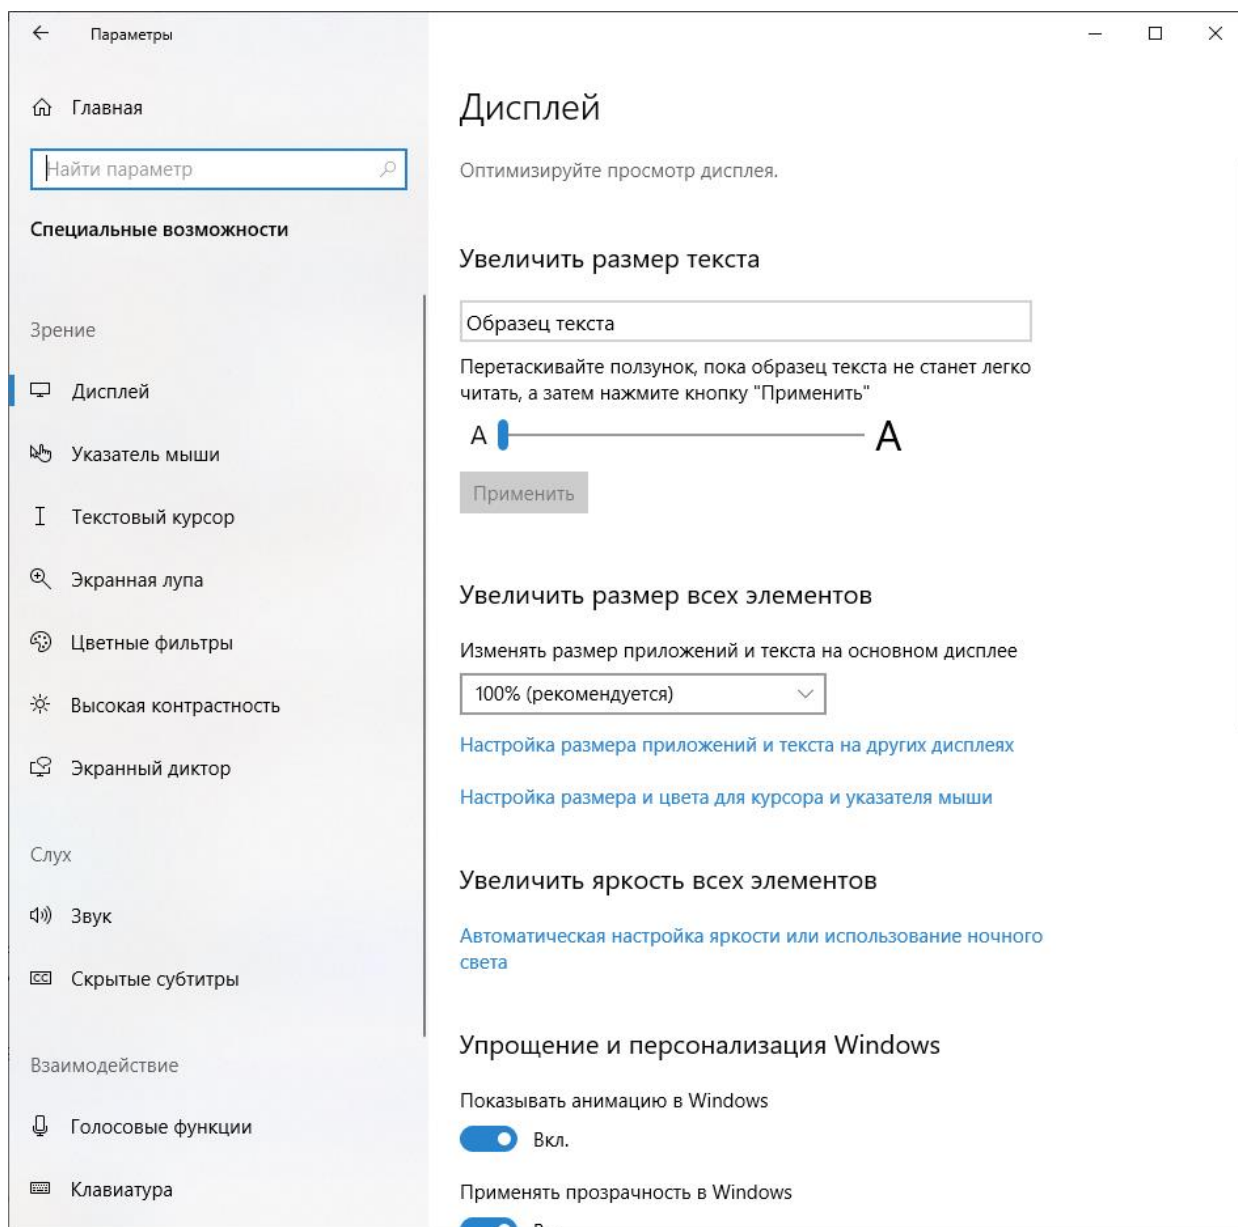 Параметры
Главная
Найти параметр
Специальные возможности
Зрение
Дисплей
Указатель мыши
Текстовый курсор
Экранная лупа
Цветные фильтры
Высокая контрастность
Экранный диктор
Слух
Звук
Скрытые субтитры
Взаимодействие
Голосовые функции
Клавиатура
Дисплей
Оптимизируйте просмотр дисплея.
Увеличить размер текста
Образец текста
Перетаскивайте ползунок, пока образец текста не станет легко
читать, а затем нажмите кнопку "Применить"
A A
Применить
Увеличить размер всех элементов
Изменять размер приложений и текста на основном дисплее
100% (рекомендуется)
Настройка размера приложений и текста на других дисплеях
Настройка размера и цвета для курсора и указателя мыши
Увеличить яркость всех элементов
Автоматическая настройка яркости или использование ночного
света
Упрощение и персонализация Windows
Показывать анимацию в Windows
Вкл.
Применять прозрачность в Windows